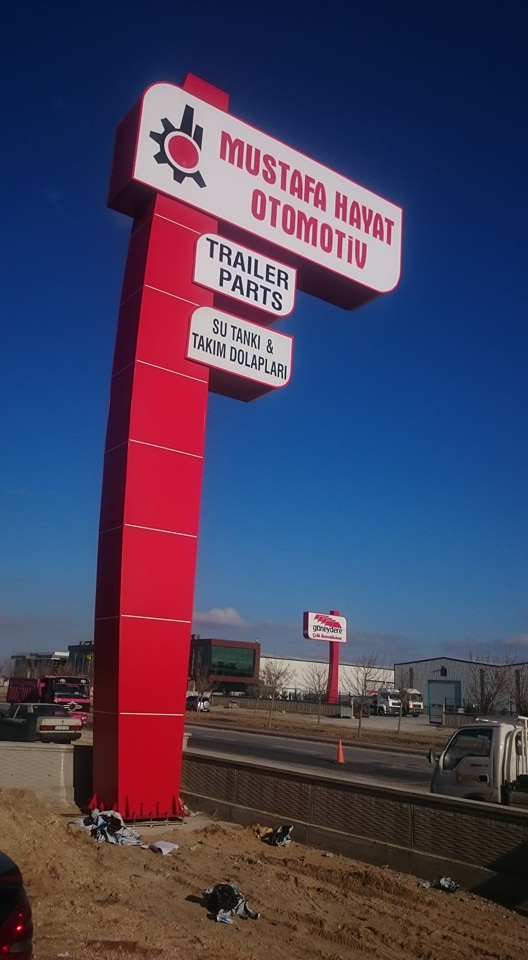 MUSTAFA HAYAT
OTOMOTİV
TRAILER
PARTS
SU TANKI &
TAKIM DOLAPLARI
güneydere